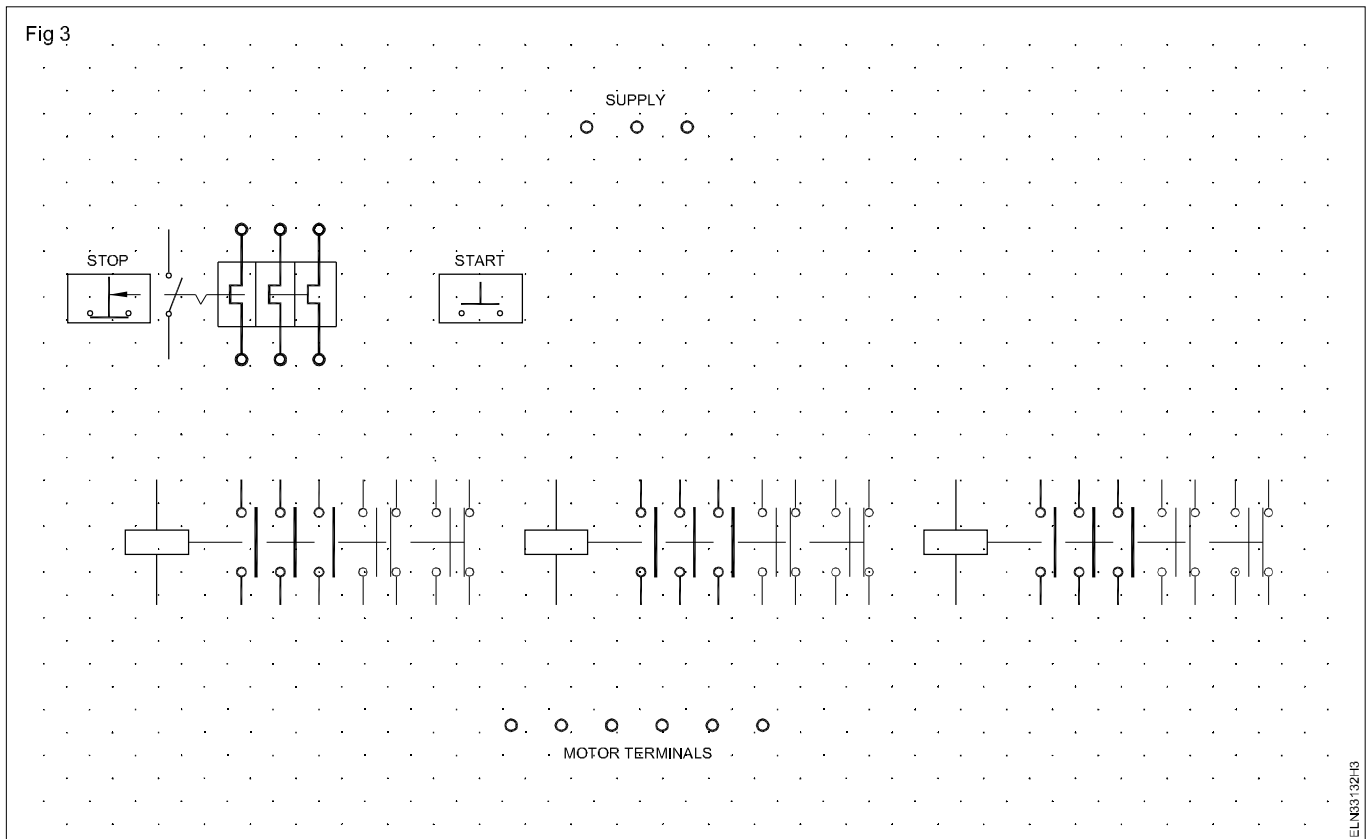 Fig 3
SUPPLY
STOP
START
MOTOR TERMINALS
ELN33132H3